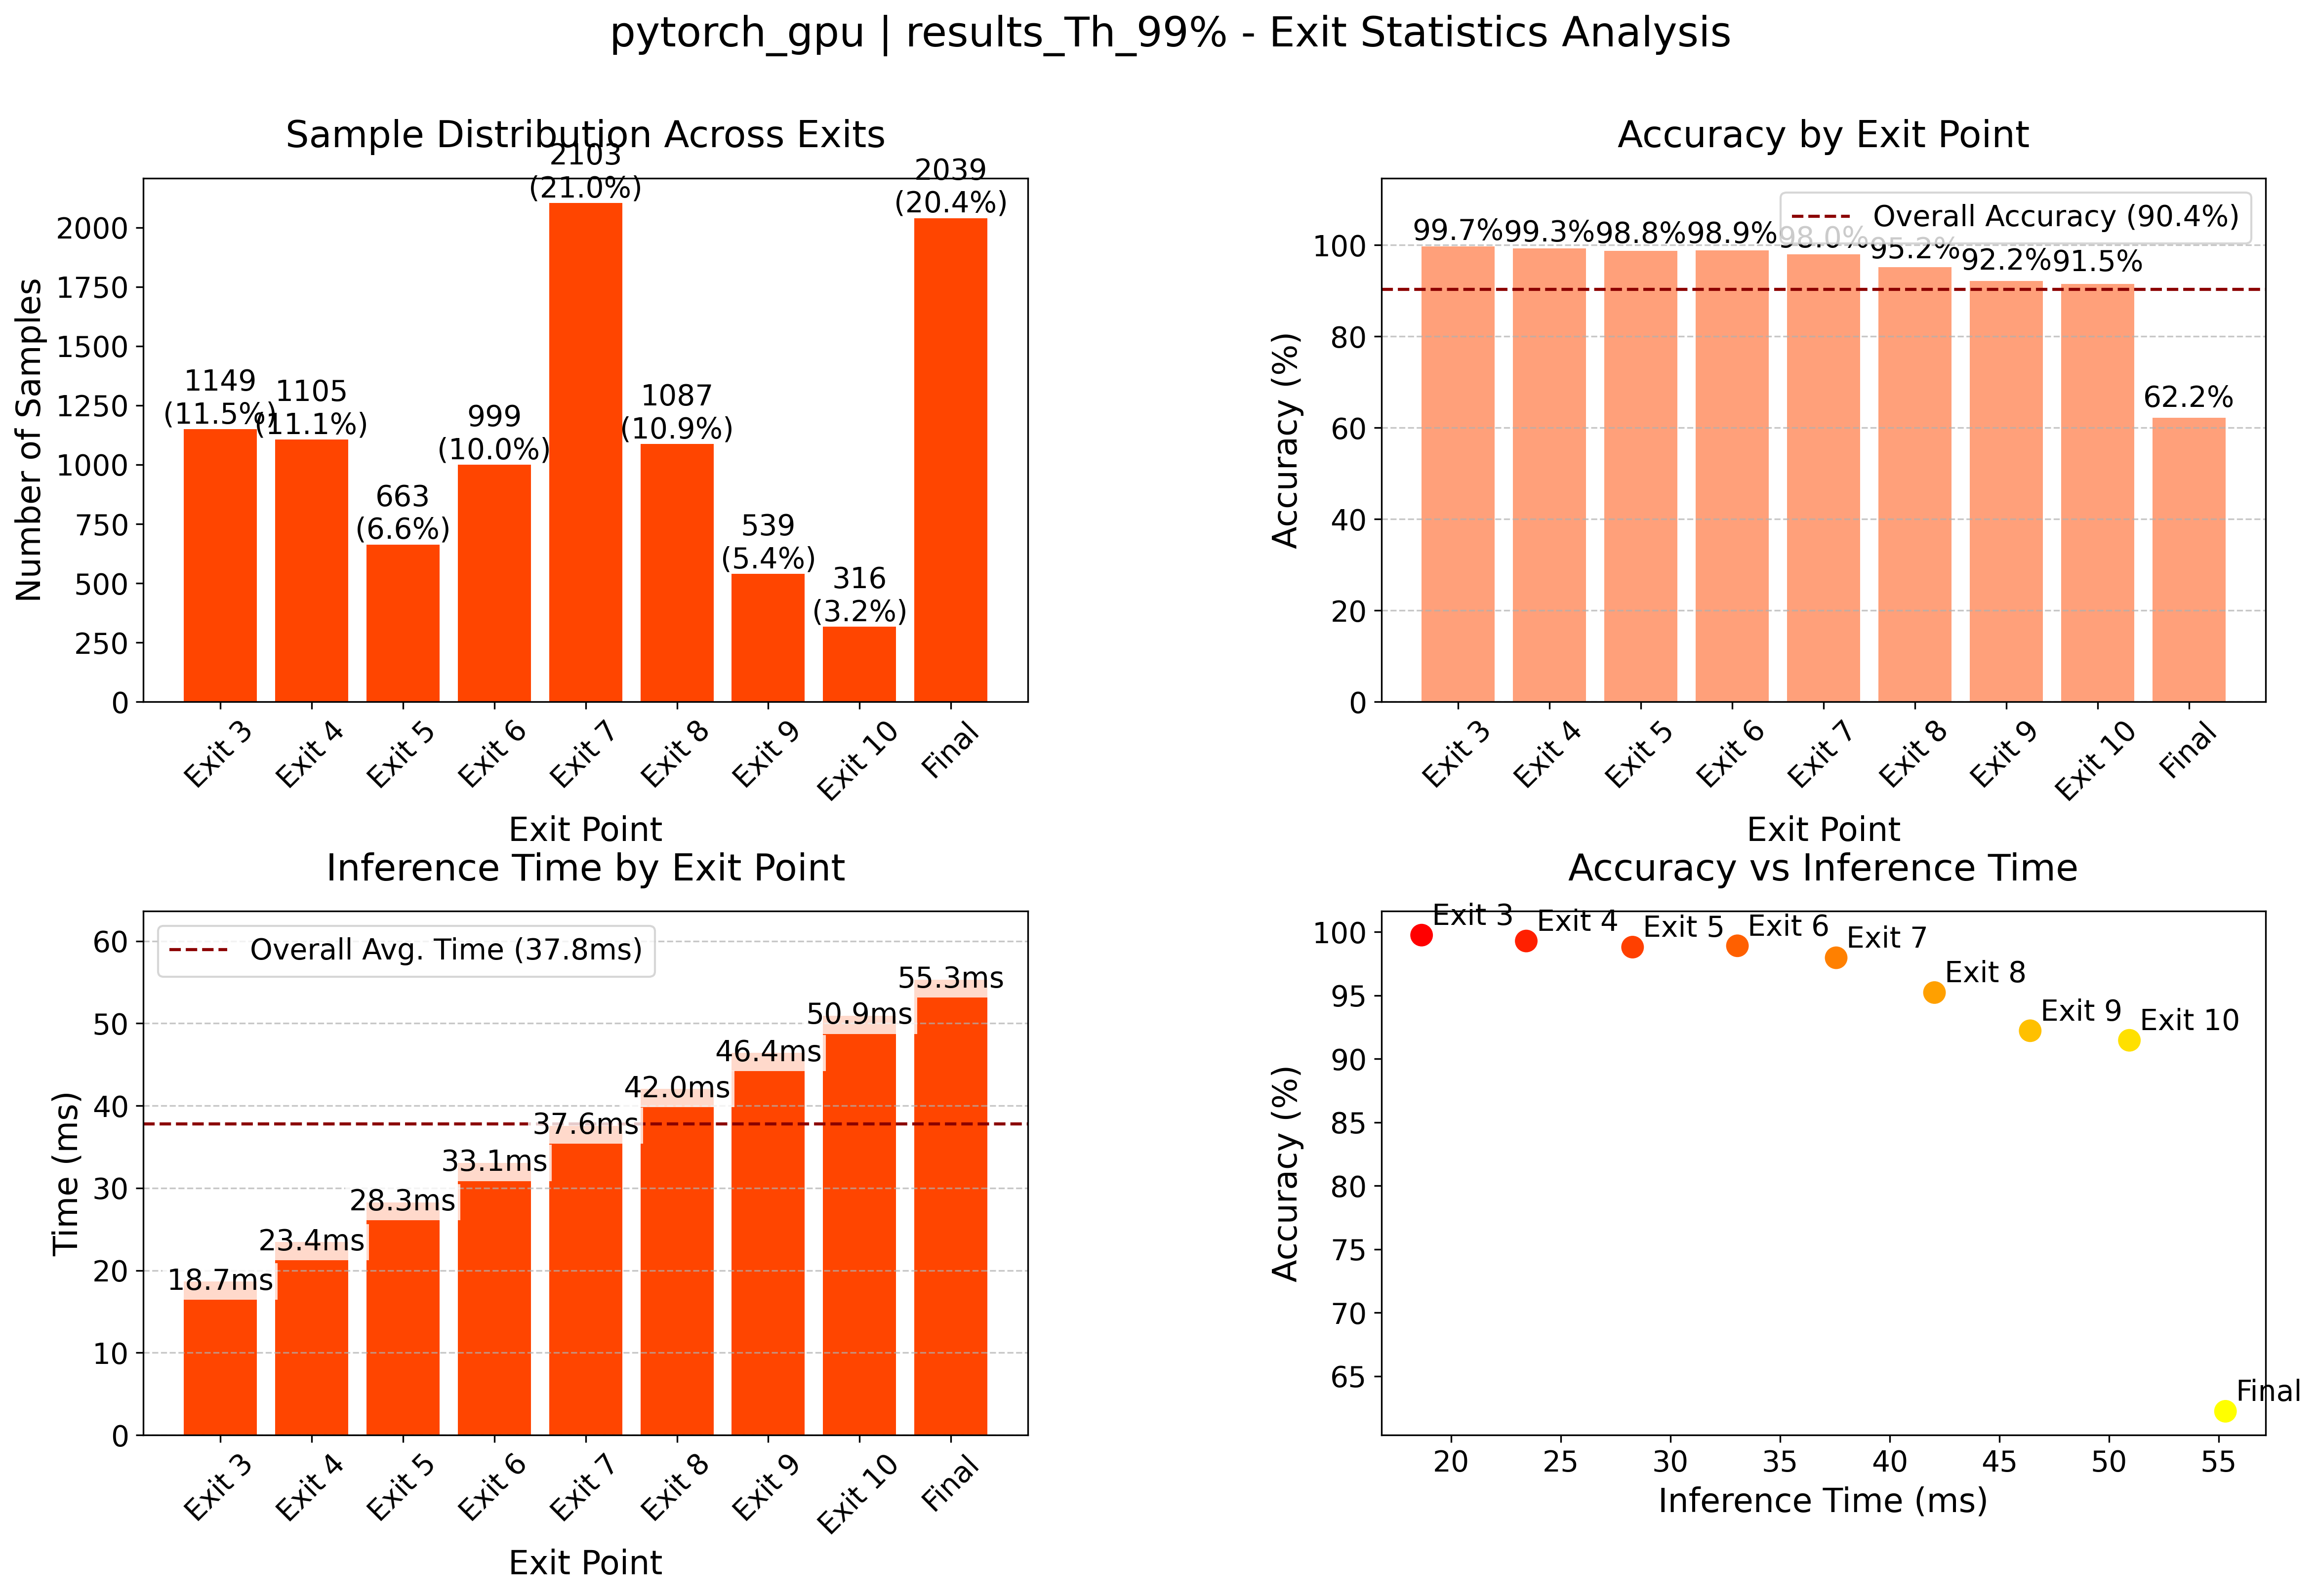 pytorch_gpu | results_Th_99% - Exit Statistics Analysis
Sample Distribution Across Exits
Number of Samples
2000
1750
1500
1250
1000
750
500
250
0
1149
(11.5%)
1105
(11.1%)
663
(6.6%)
999
(10.0%)
2103
(21.0%)
1087
(10.9%)
539
(5.4%)
316
(3.2%)
2039
(20.4%)
Exit 3
Exit 4
Exit 5
Exit 6
Exit 7
Exit 8
Exit 9
Exit 10
Final
Exit Point
Accuracy by Exit Point
Accuracy (%)
100
80
60
40
20
0
Overall Accuracy (90.4%)
99.7%
99.3%
98.8%
98.9%
98.0%
95.2%
92.2%
91.5%
62.2%
Exit 3
Exit 4
Exit 5
Exit 6
Exit 7
Exit 8
Exit 9
Exit 10
Final
Exit Point
Inference Time by Exit Point
Time (ms)
60
50
40
30
20
10
0
Overall Avg. Time (37.8ms)
18.7ms
23.4ms
28.3ms
33.1ms
37.6ms
42.0ms
46.4ms
50.9ms
55.3ms
Exit 3
Exit 4
Exit 5
Exit 6
Exit 7
Exit 8
Exit 9
Exit 10
Final
Exit Point
Accuracy vs Inference Time
Accuracy (%)
100
95
90
85
80
75
70
65
Exit 3
Exit 4
Exit 5
Exit 6
Exit 7
Exit 8
Exit 9
Exit 10
Final
20
25
30
35
40
45
50
55
Inference Time (ms)